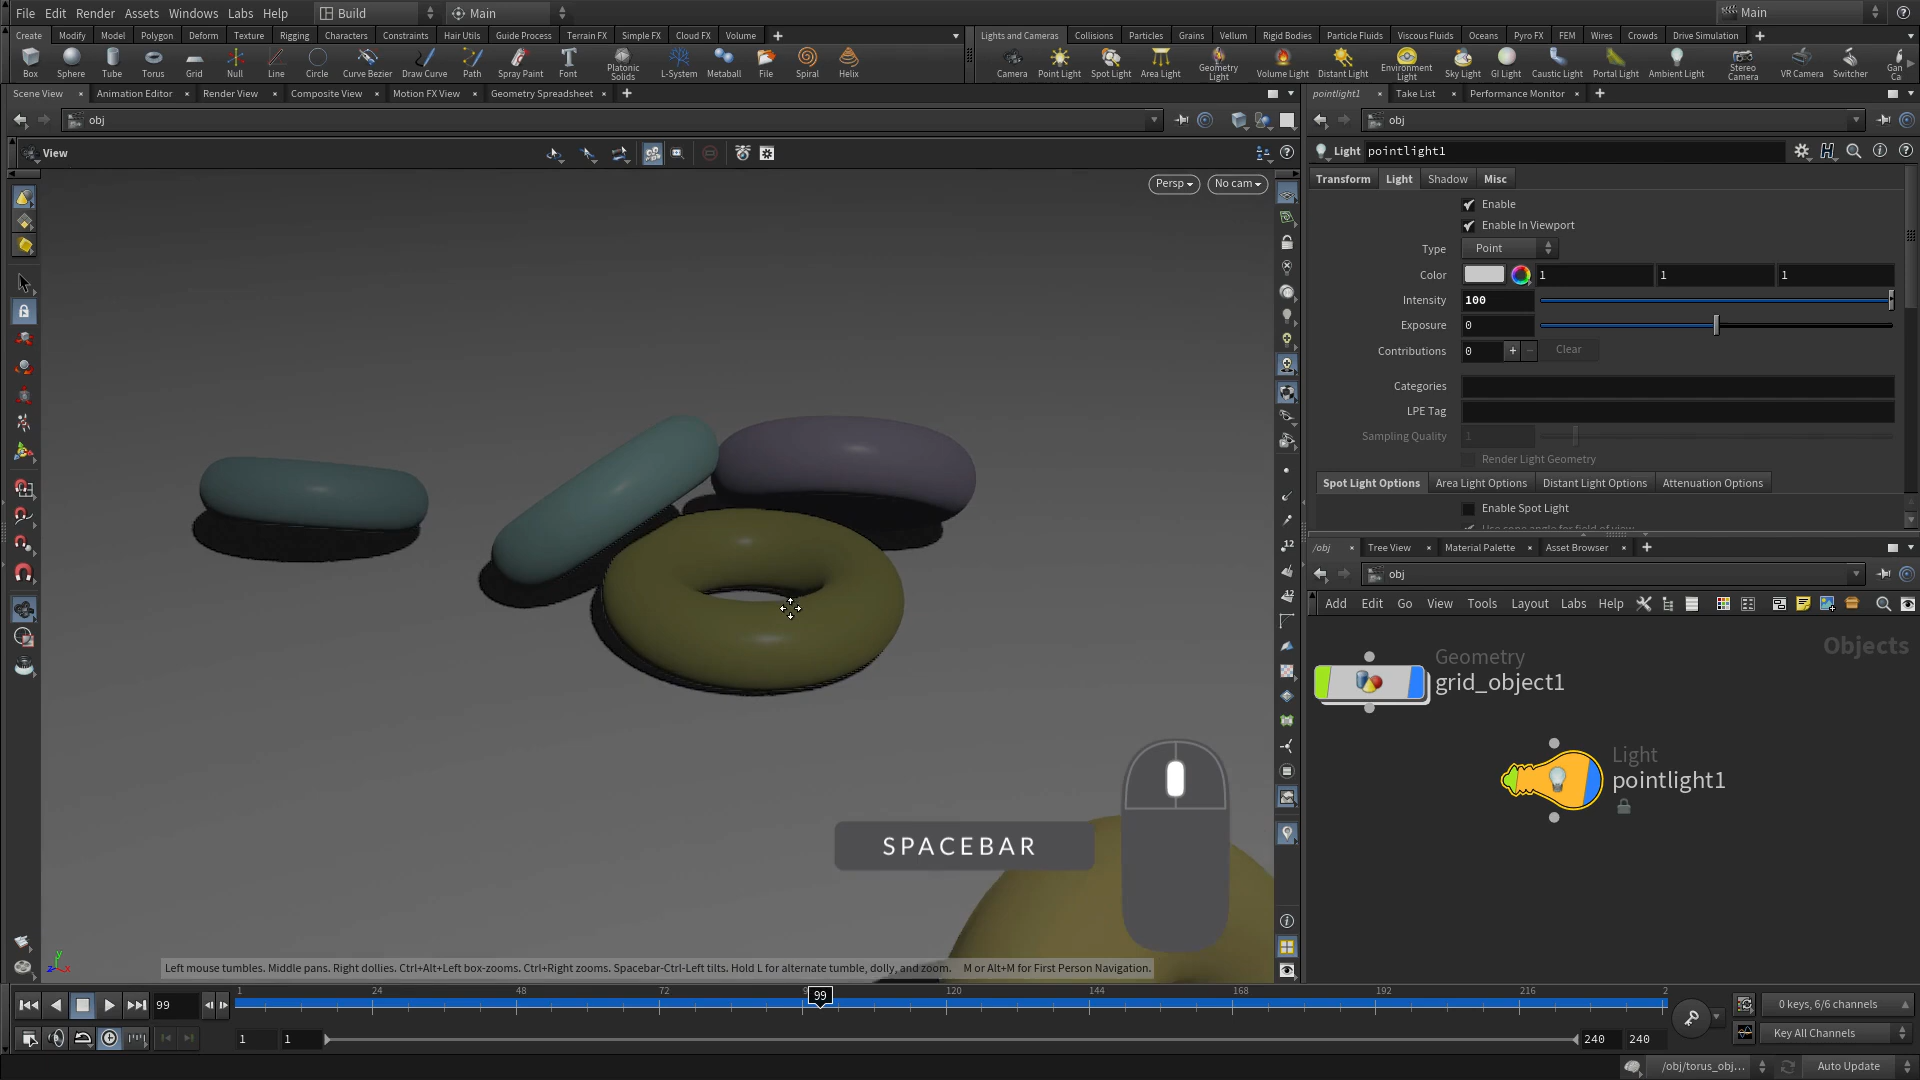 File Edit Render Assets Windows Labs Help Build Main Main
Create Modify Model Polygon Deform Texture Rigging Characters Constraints Hair Utils Guide Process Terrain FX Simple FX Cloud FX Volume
Lights and Cameras Collisions Particles Grains Vellum Rigid Bodies Particle Fluids Viscous Fluids Oceans Pyro FX FEM Wires Crowds Drive Simulation
Box Sphere Tube Torus Grid Null Line Circle Curve Bezier Draw Curve Path Spray Paint Font Platonic Solids L-System Metaball File Spiral Helix
Camera Point Light Spot Light Area Light Geometry Light Volume Light Distant Light Environment Light Sky Light GI Light Caustic Light Portal Light Ambient Light Stereo Camera VR Camera Switcher Gan Ca
Scene View Animation Editor Render View Composite View Motion FX View Geometry Spreadsheet
pointlight1 Take List Performance Monitor
obj
obj
View
Light pointlight1
Persp No cam
Transform Light Shadow Misc
Enable
Enable In Viewport
Type Point
Color 1 1 1
Intensity 100
Exposure 0
Contributions 0 Clear
Categories
LPE Tag
Sampling Quality 1
Render Light Geometry
Spot Light Options Area Light Options Distant Light Options Attenuation Options
Enable Spot Light
Use cone angle for field of view
/obj Tree View Material Palette Asset Browser
obj
Add Edit Go View Tools Layout Labs Help
Objects
Geometry
grid_object1
Light
pointlight1
SPACEBAR
Left mouse tumbles. Middle pans. Right dollies. Ctrl+Alt+Left box-zooms. Ctrl+Right zooms. Spacebar-Ctrl-Left tilts. Hold L for alternate tumble, dolly, and zoom. M or Alt+M for First Person Navigation.
99 1 24 48 72 99 120 144 168 192 216 2
0 keys, 6/6 channels
1 1 240 240 Key All Channels
/obj/torus_obj... Auto Update